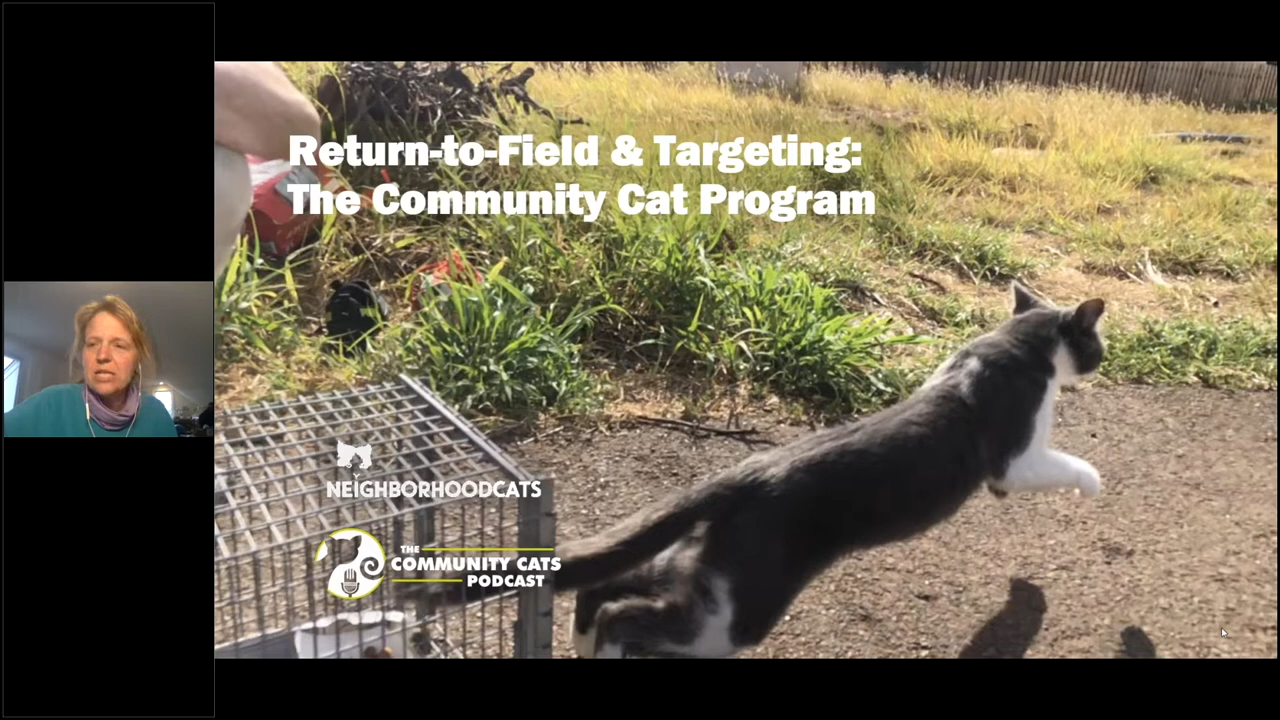 Return-to-Field & Targeting:
The Community Cat Program
NEIGHBORHOODCATS
THE
COMMUNITY CATS
PODCAST